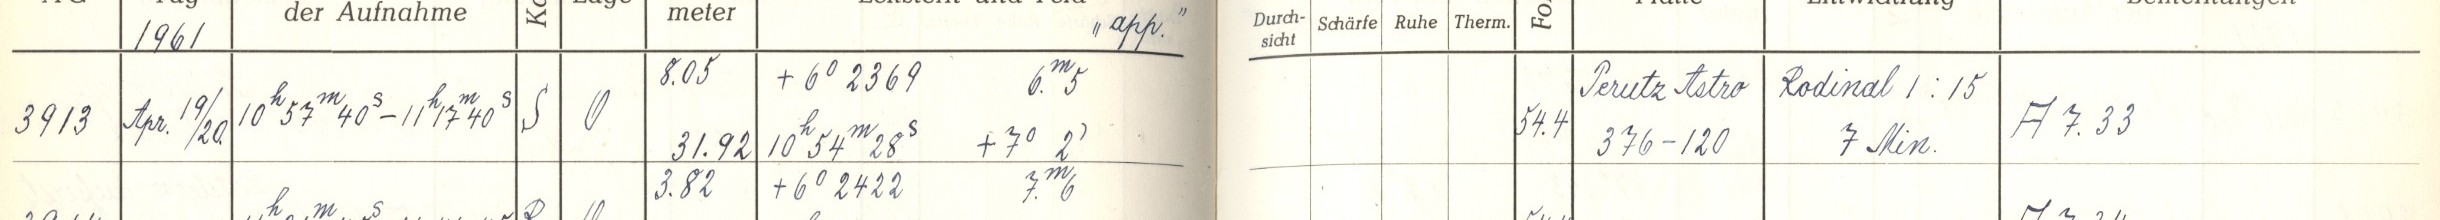 der Aufnahme
meter
Durch-
sicht
Schärfe Ruhe Therm.
1961
„app.“
8.05 + 6° 2369 6.ᵐ5
3913 Apr. 19/20. 10ʰ57ᵐ40ˢ – 11ʰ17ᵐ40ˢ S O 54.4 Perutz Astro Rodinal 1 : 15 A 7.33
31.92 10ʰ54ᵐ28ˢ + 7° 2' 376-120 7 Min.
3.82 + 6° 2422 7.ᵐ6